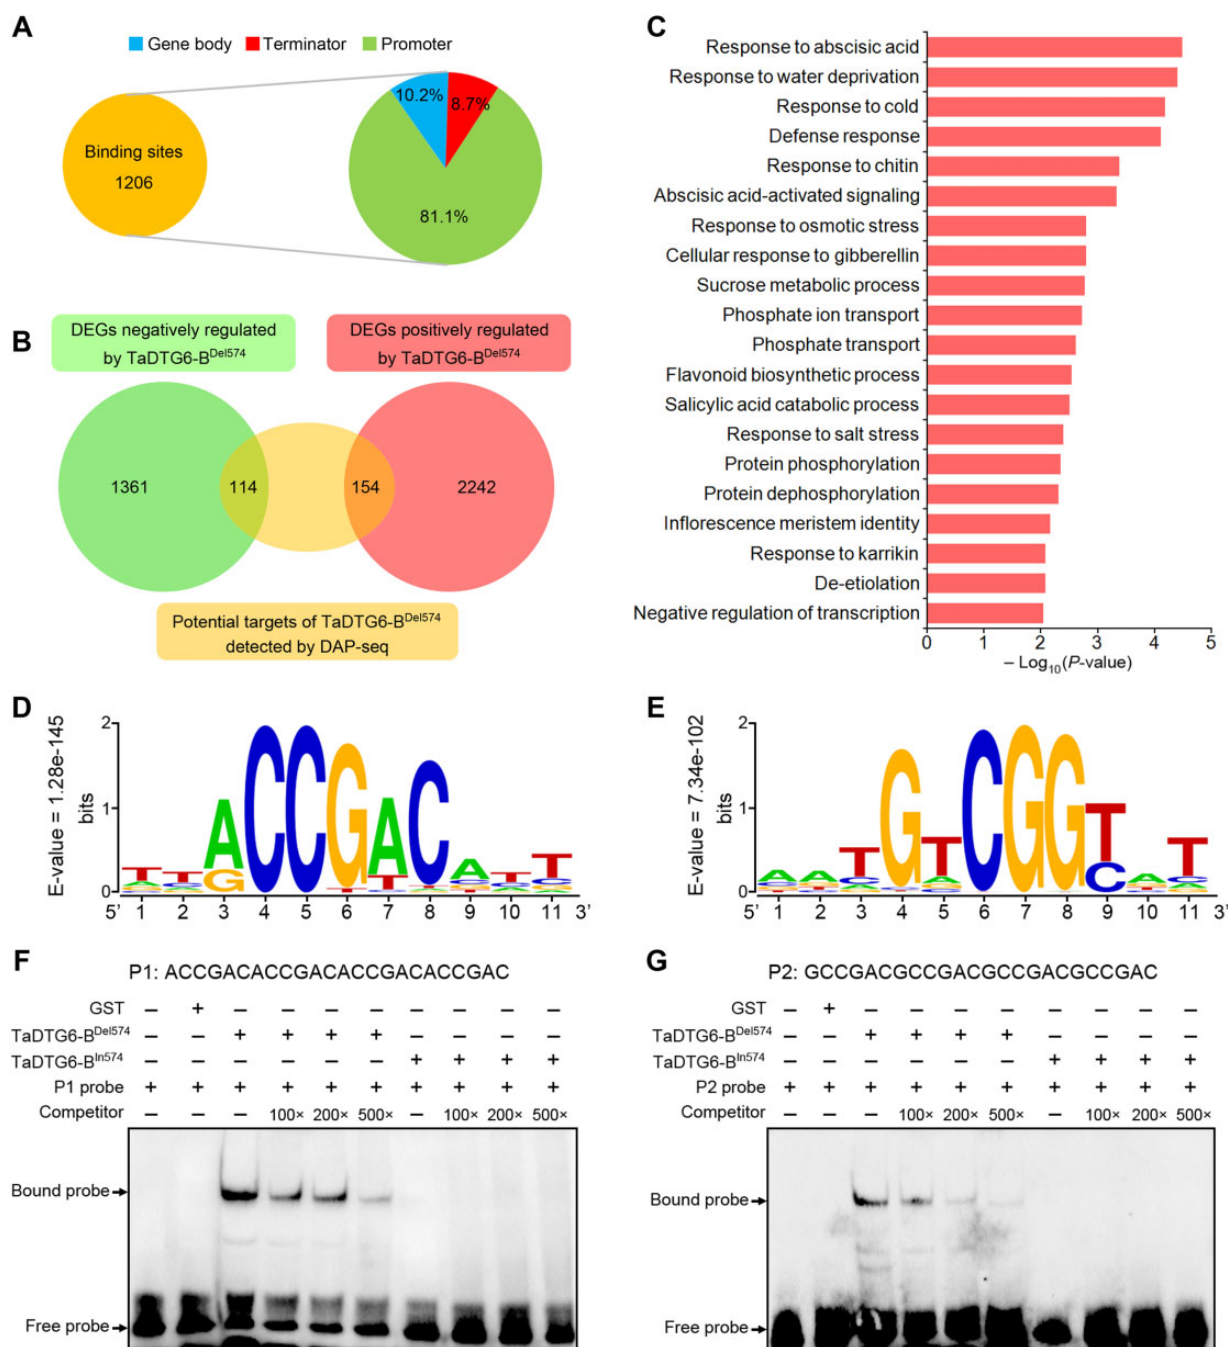 A
Gene body Terminator Promoter
Binding sites
1206
10.2%
8.7%
81.1%
B
DEGs negatively regulated
by TaDTG6-B^Del574
DEGs positively regulated
by TaDTG6-B^Del574
1361 114 154 2242
Potential targets of TaDTG6-B^Del574
detected by DAP-seq
C
Response to abscisic acid
Response to water deprivation
Response to cold
Defense response
Response to chitin
Abscisic acid-activated signaling
Response to osmotic stress
Cellular response to gibberellin
Sucrose metabolic process
Phosphate ion transport
Phosphate transport
Flavonoid biosynthetic process
Salicylic acid catabolic process
Response to salt stress
Protein phosphorylation
Protein dephosphorylation
Inflorescence meristem identity
Response to karrikin
De-etiolation
Negative regulation of transcription
0 1 2 3 4 5
– Log10(P-value)
D
E-value = 1.28e-145
bits
2
1
0
5' 1 2 3 4 5 6 7 8 9 10 11 3'
E
E-value = 7.34e-102
bits
2
1
0
5' 1 2 3 4 5 6 7 8 9 10 11 3'
F
P1: ACCGACACCGACACCGACACCGAC
GST – + – – – – – – – –
TaDTG6-B^Del574 – – + + + + – – – –
TaDTG6-B^In574 – – – – – – + + + +
P1 probe + + + + + + + + + +
Competitor – – – 100× 200× 500× – 100× 200× 500×
Bound probe
Free probe
G
P2: GCCGACGCCGACGCCGACGCCGAC
GST – + – – – – – – – –
TaDTG6-B^Del574 – – + + + + – – – –
TaDTG6-B^In574 – – – – – – + + + +
P2 probe + + + + + + + + + +
Competitor – – – 100× 200× 500× – 100× 200× 500×
Bound probe
Free probe